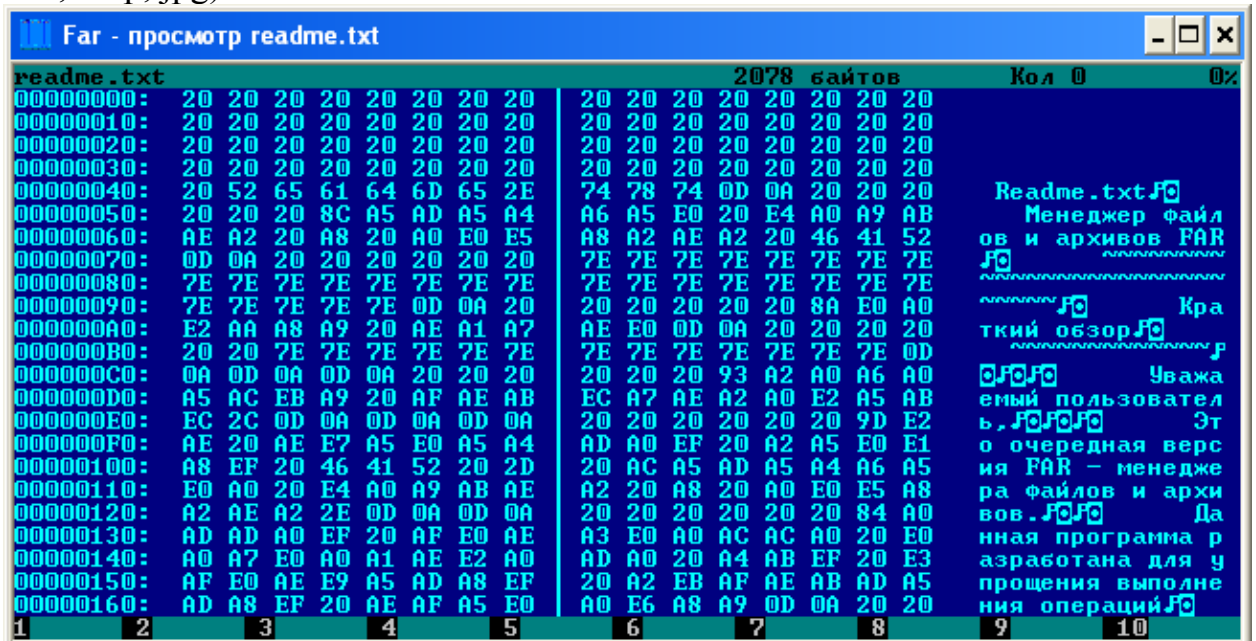 Far - просмотр readme.txt
readme.txt 2078 байтов Кол 0 0%
00000000: 20 20 20 20 20 20 20 20 20 20 20 20 20 20 20 20
00000010: 20 20 20 20 20 20 20 20 20 20 20 20 20 20 20 20
00000020: 20 20 20 20 20 20 20 20 20 20 20 20 20 20 20 20
00000030: 20 20 20 20 20 20 20 20 20 20 20 20 20 20 20 20
00000040: 20 52 65 61 64 6D 65 2E 74 78 74 0D 0A 20 20 20 Readme.txt♪◙
00000050: 20 20 20 8C A5 AD A5 A4 A6 A5 E0 20 E4 A0 A9 AB Менеджер файл
00000060: AE A2 20 A8 20 A0 E0 E5 A8 A2 AE A2 20 46 41 52 ов и архивов FAR
00000070: 0D 0A 20 20 20 20 20 20 7E 7E 7E 7E 7E 7E 7E 7E ♪◙ ~~~~~~~~
00000080: 7E 7E 7E 7E 7E 7E 7E 7E 7E 7E 7E 7E 7E 7E 7E 7E ~~~~~~~~~~~~~~~~
00000090: 7E 7E 7E 7E 7E 0D 0A 20 20 20 20 20 20 8A E0 A0 ~~~~~♪◙ Кра
000000A0: E2 AA A8 A9 20 AE A1 A7 AE E0 0D 0A 20 20 20 20 ткий обзор♪◙
000000B0: 20 20 7E 7E 7E 7E 7E 7E 7E 7E 7E 7E 7E 7E 7E 0D ~~~~~~~~~~~~~♪
000000C0: 0A 0D 0A 0D 0A 20 20 20 20 20 20 93 A2 A0 A6 A0 ◙♪◙♪◙ Уважа
000000D0: A5 AC EB A9 20 AF AE AB EC A7 AE A2 A0 E2 A5 AB емый пользовател
000000E0: EC 2C 0D 0A 0D 0A 0D 0A 20 20 20 20 20 20 9D E2 ь,♪◙♪◙♪◙ Эт
000000F0: AE 20 AE E7 A5 E0 A5 A4 AD A0 EF 20 A2 A5 E0 E1 о очередная верс
00000100: A8 EF 20 46 41 52 20 2D 20 AC A5 AD A5 A4 A6 A5 ия FAR - менедже
00000110: E0 A0 20 E4 A0 A9 AB AE A2 20 A8 20 A0 E0 E5 A8 ра файлов и архи
00000120: A2 AE A2 2E 0D 0A 0D 0A 20 20 20 20 20 20 84 A0 вов.♪◙♪◙ Да
00000130: AD AD A0 EF 20 AF E0 AE A3 E0 A0 AC AC A0 20 E0 нная программа р
00000140: A0 A7 E0 A0 A1 AE E2 A0 AD A0 20 A4 AB EF 20 E3 азработана для у
00000150: AF E0 AE E9 A5 AD A8 EF 20 A2 EB AF AE AB AD A5 прощения выполне
00000160: AD A8 EF 20 AE AF A5 E0 A0 E6 A8 A9 0D 0A 20 20 ния операций♪◙
1 2 3 4 5 6 7 8 9 10